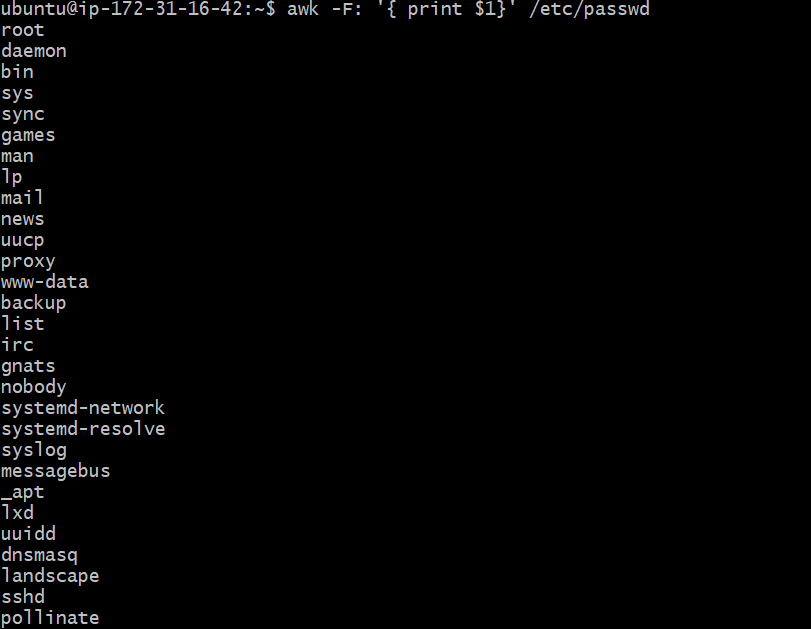 ubuntu@ip-172-31-16-42:~$ awk -F: '{ print $1}' /etc/passwd
root
daemon
bin
sys
sync
games
man
lp
mail
news
uucp
proxy
www-data
backup
list
irc
gnats
nobody
systemd-network
systemd-resolve
syslog
messagebus
_apt
lxd
uuidd
dnsmasq
landscape
sshd
pollinate